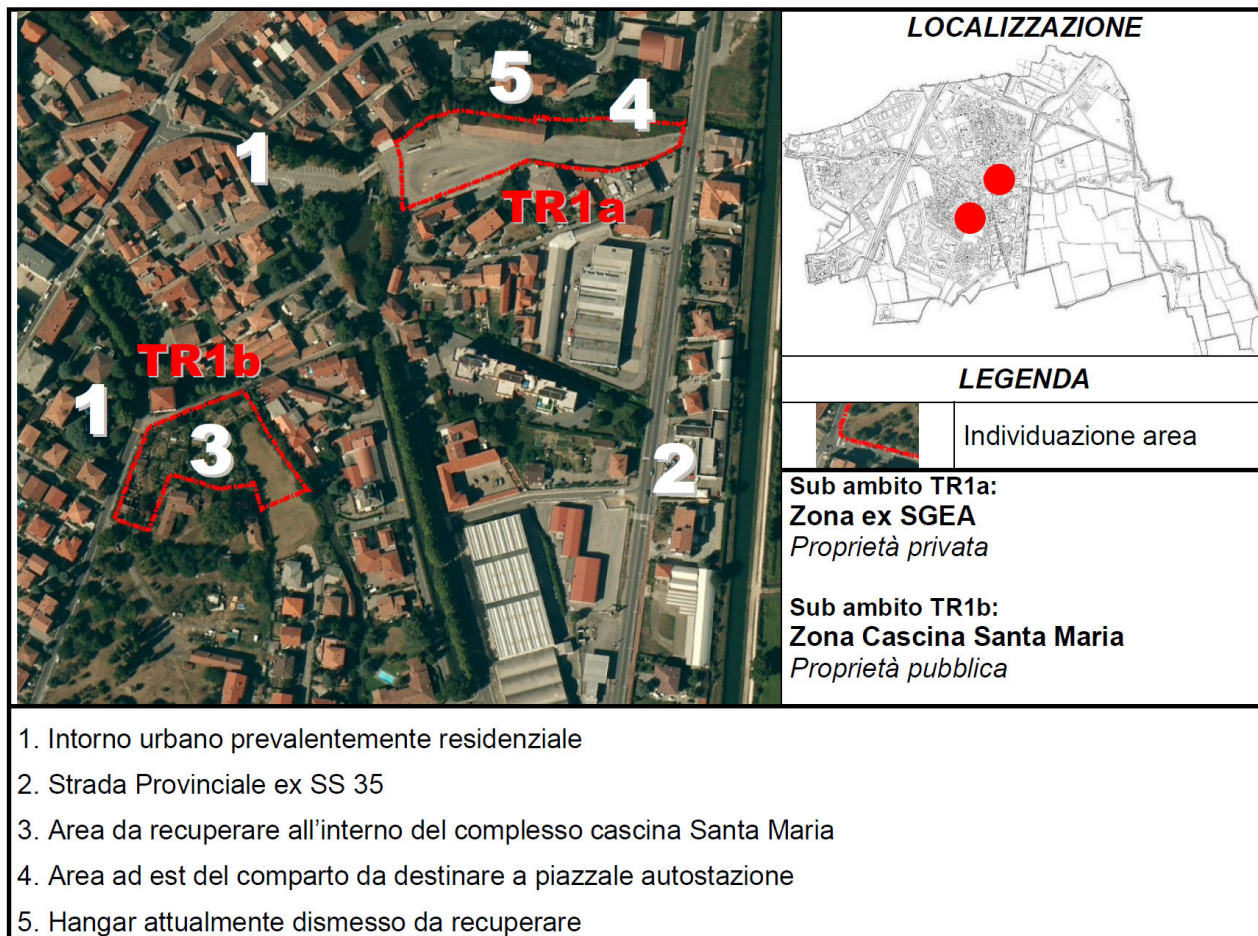 LOCALIZZAZIONE
5
4
1
TR1a
TR1b
1
3
2
LEGENDA
Individuazione area
Sub ambito TR1a:
Zona ex SGEA
Proprietà privata
Sub ambito TR1b:
Zona Cascina Santa Maria
Proprietà pubblica
1. Intorno urbano prevalentemente residenziale
2. Strada Provinciale ex SS 35
3. Area da recuperare all’interno del complesso cascina Santa Maria
4. Area ad est del comparto da destinare a piazzale autostazione
5. Hangar attualmente dismesso da recuperare